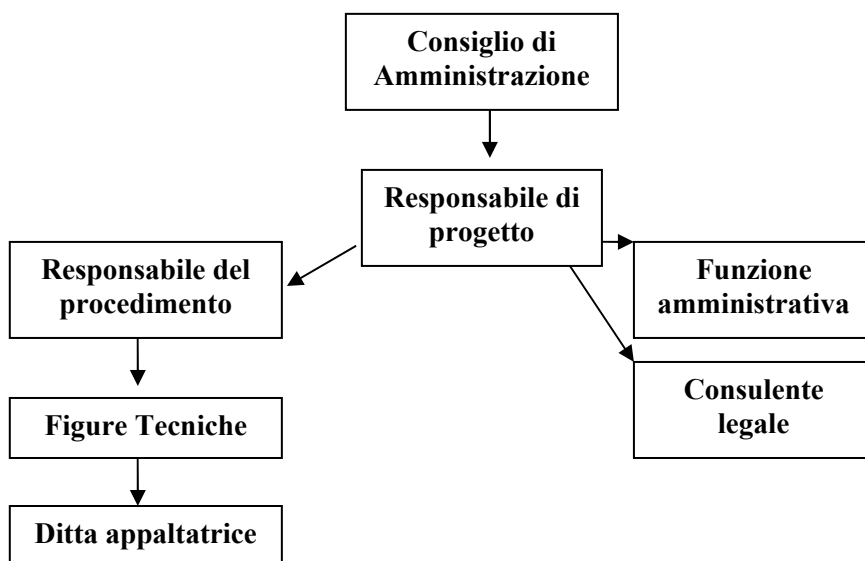 Consiglio di
Amministrazione
Responsabile di
progetto
Responsabile del
procedimento
Funzione
amministrativa
Consulente
legale
Figure Tecniche
Ditta appaltatrice